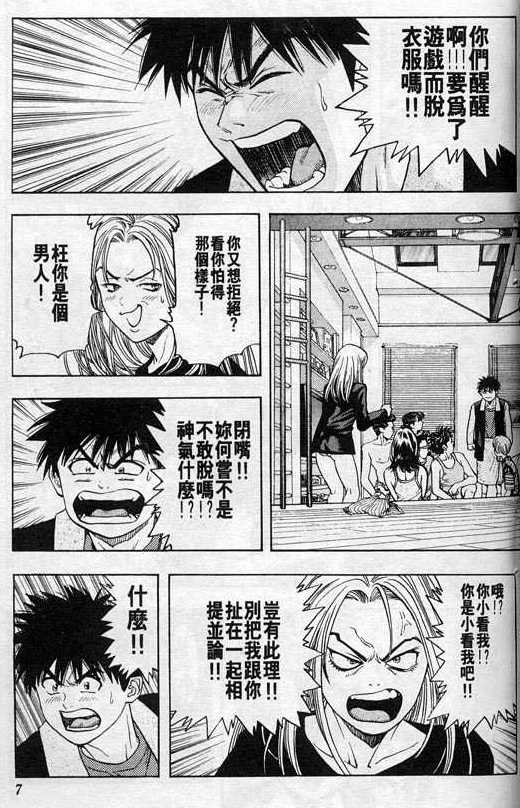 你們醒醒
啊!!!要為了
遊戲而脫
衣服嗎!!
你又想拒絕?
看你怕得
那個樣子!
枉你是個
男人!
閉嘴!!
妳何嘗不是
不敢脫嗎?!?
神氣什麼!?
哦!?
你小看我!?
你是小看我吧!!
豈有此理!!
別把我跟你
扯在一起相
提並論!!
什麼!!
7